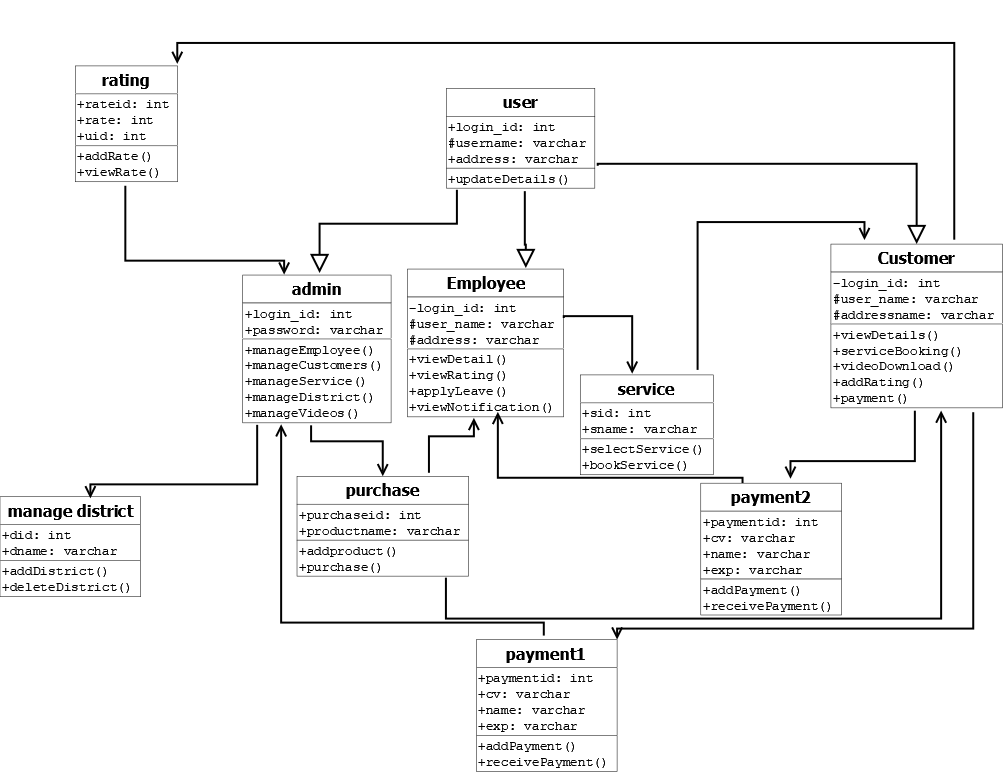 rating
+rateid: int
+rate: int
+uid: int
+addRate()
+viewRate()
user
+login_id: int
#username: varchar
+address: varchar
+updateDetails()
admin
+login_id: int
+password: varchar
+manageEmployee()
+manageCustomers()
+manageService()
+manageDistrict()
+manageVideos()
Employee
-login_id: int
#user_name: varchar
#address: varchar
+viewDetail()
+viewRating()
+applyLeave()
+viewNotification()
Customer
-login_id: int
#user_name: varchar
#addressname: varchar
+viewDetails()
+serviceBooking()
+videoDownload()
+addRating()
+payment()
service
+sid: int
+sname: varchar
+selectService()
+bookService()
manage district
+did: int
+dname: varchar
+addDistrict()
+deleteDistrict()
purchase
+purchaseid: int
+productname: varchar
+addproduct()
+purchase()
payment2
+paymentid: int
+cv: varchar
+name: varchar
+exp: varchar
+addPayment()
+receivePayment()
payment1
+paymentid: int
+cv: varchar
+name: varchar
+exp: varchar
+addPayment()
+receivePayment()